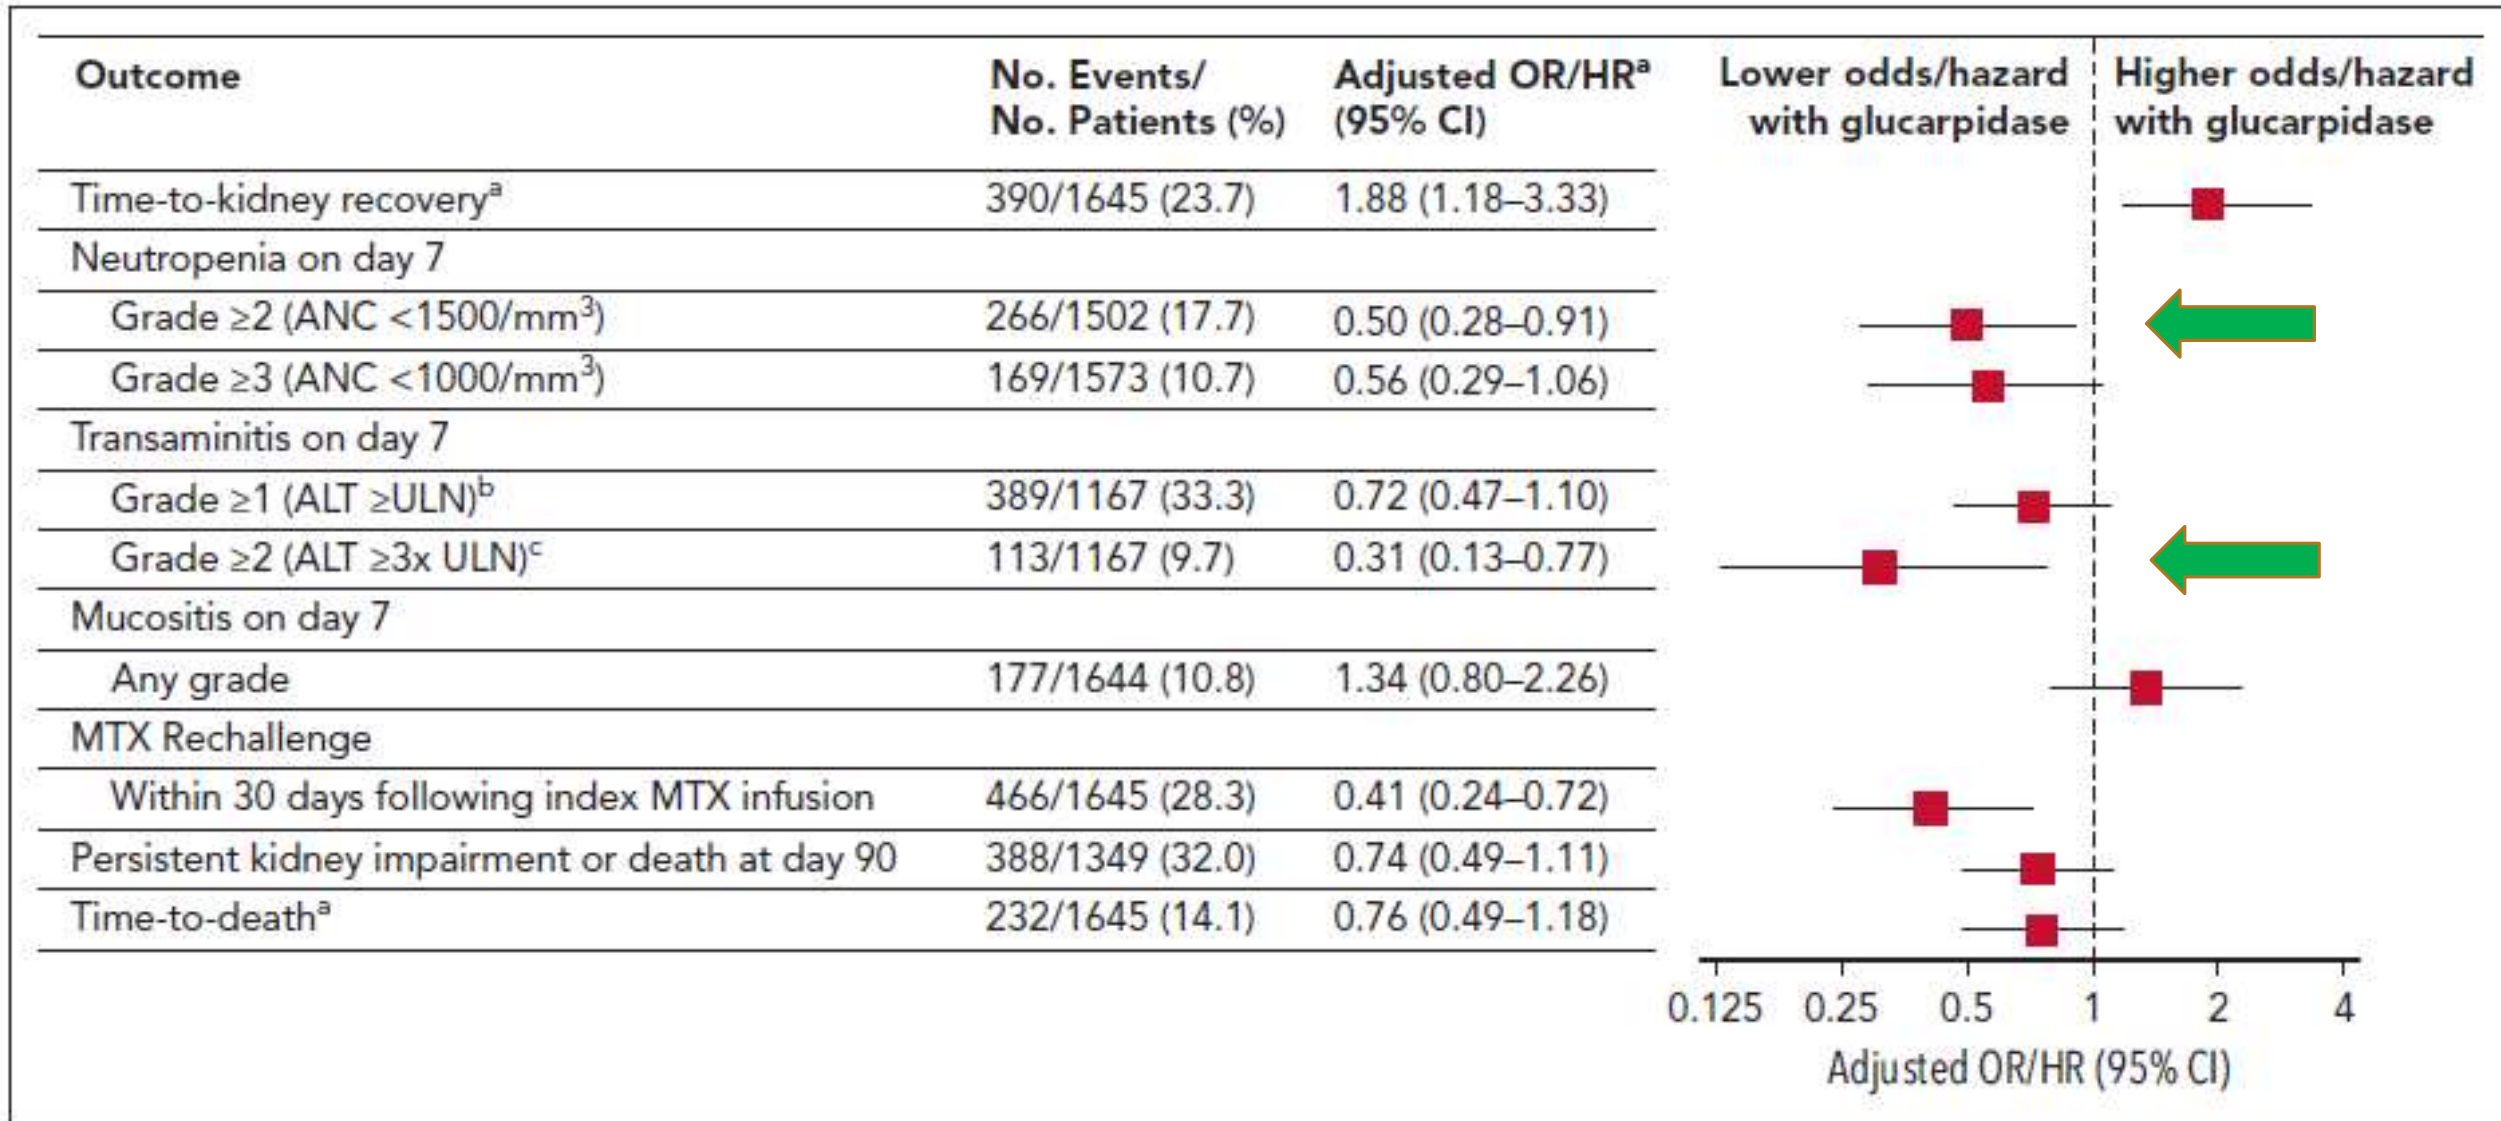 Outcome No. Events/ Adjusted OR/HRᵃ Lower odds/hazard Higher odds/hazard
No. Patients (%) (95% CI) with glucarpidase with glucarpidase
Time-to-kidney recoveryᵃ 390/1645 (23.7) 1.88 (1.18–3.33)
Neutropenia on day 7
Grade ≥2 (ANC <1500/mm³) 266/1502 (17.7) 0.50 (0.28–0.91)
Grade ≥3 (ANC <1000/mm³) 169/1573 (10.7) 0.56 (0.29–1.06)
Transaminitis on day 7
Grade ≥1 (ALT ≥ULN)ᵇ 389/1167 (33.3) 0.72 (0.47–1.10)
Grade ≥2 (ALT ≥3x ULN)ᶜ 113/1167 (9.7) 0.31 (0.13–0.77)
Mucositis on day 7
Any grade 177/1644 (10.8) 1.34 (0.80–2.26)
MTX Rechallenge
Within 30 days following index MTX infusion 466/1645 (28.3) 0.41 (0.24–0.72)
Persistent kidney impairment or death at day 90 388/1349 (32.0) 0.74 (0.49–1.11)
Time-to-deathᵃ 232/1645 (14.1) 0.76 (0.49–1.18)
0.125 0.25 0.5 1 2 4
Adjusted OR/HR (95% CI)